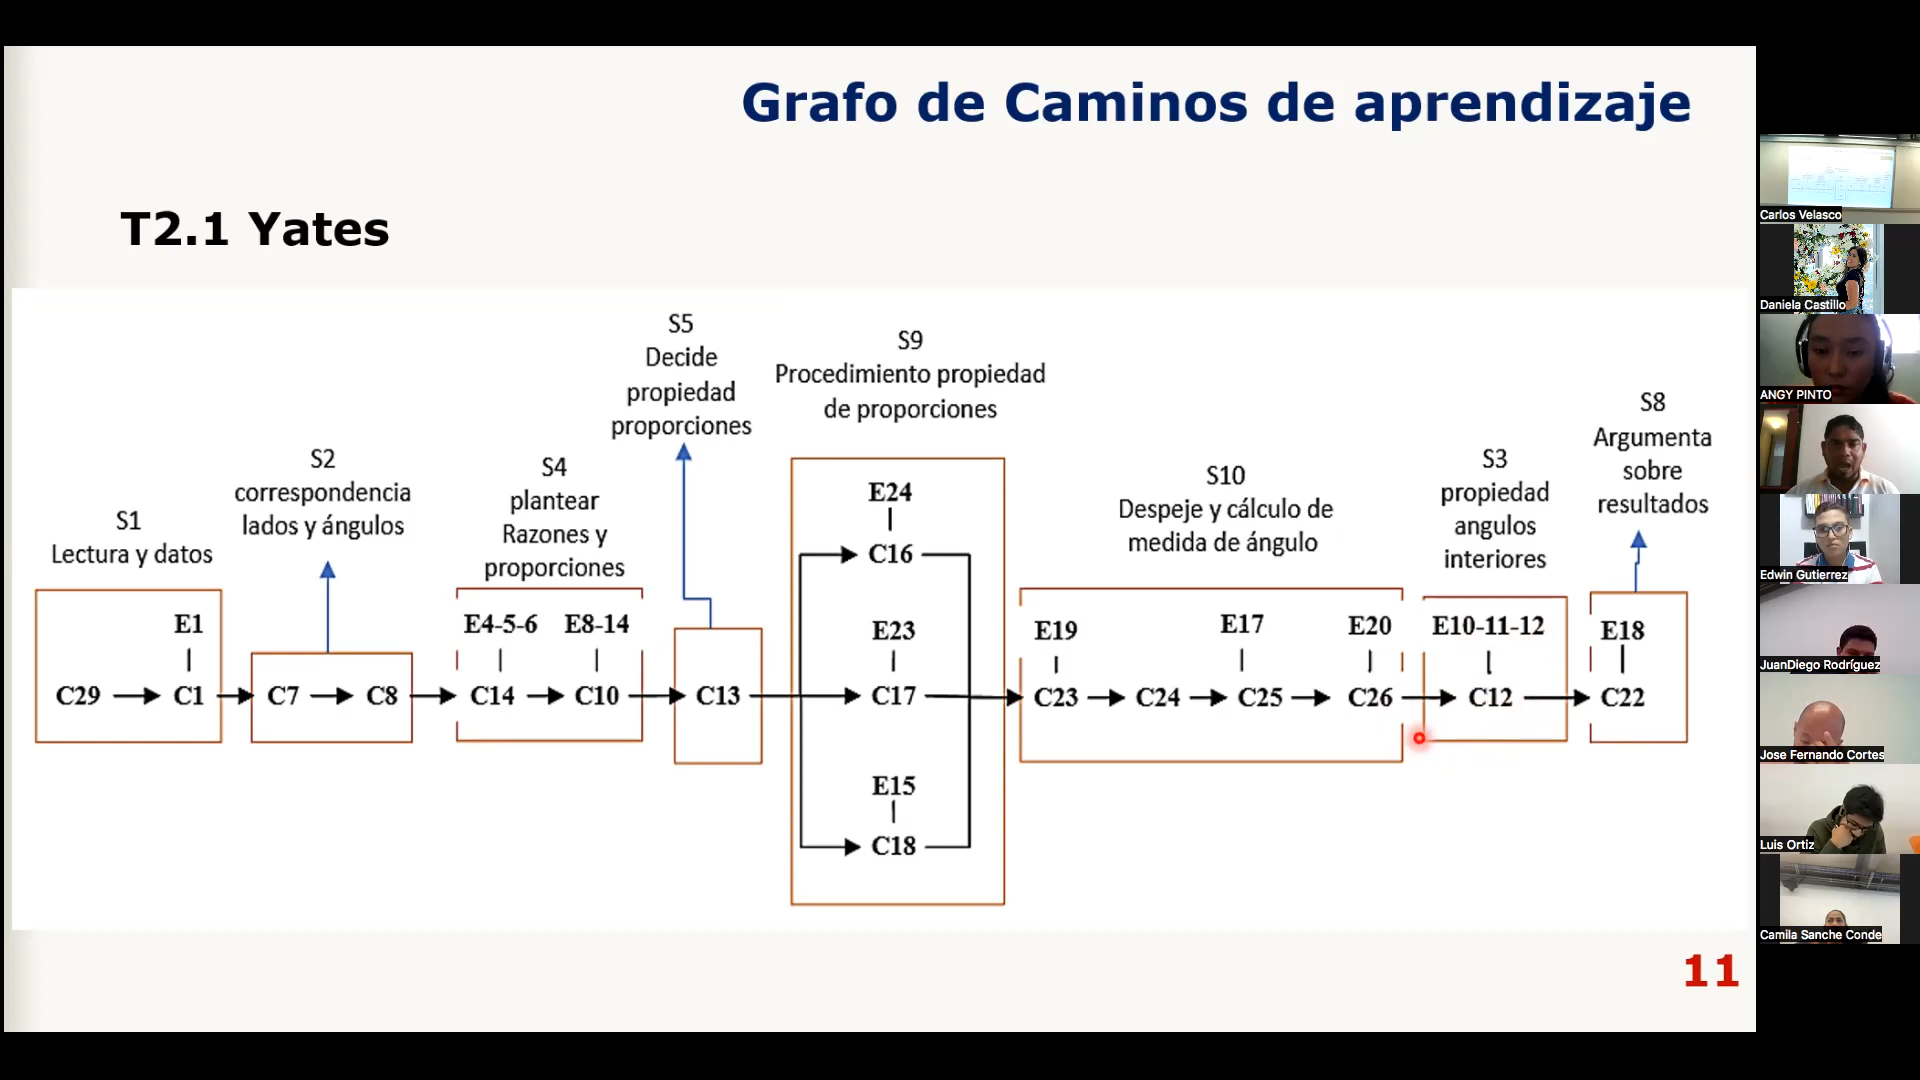 Grafo de Caminos de aprendizaje
T2.1 Yates
S1
Lectura y datos
S2
correspondencia
lados y ángulos
S4
plantear
Razones y
proporciones
S5
Decide
propiedad
proporciones
S9
Procedimiento propiedad
de proporciones
S10
Despeje y cálculo de
medida de ángulo
S3
propiedad
angulos
interiores
S8
Argumenta
sobre
resultados
E24
C16
E1
E4-5-6
E8-14
E23
E19
E17
E20
E10-11-12
E18
C29
C1
C7
C8
C14
C10
C13
C17
C23
C24
C25
C26
C12
C22
E15
C18
11
Carlos Velasco
Daniela Castillo
ANGY PINTO
Edwin Gutierrez
JuanDiego Rodríguez
Jose Fernando Cortes
Luis Ortiz
Camila Sanche Conde